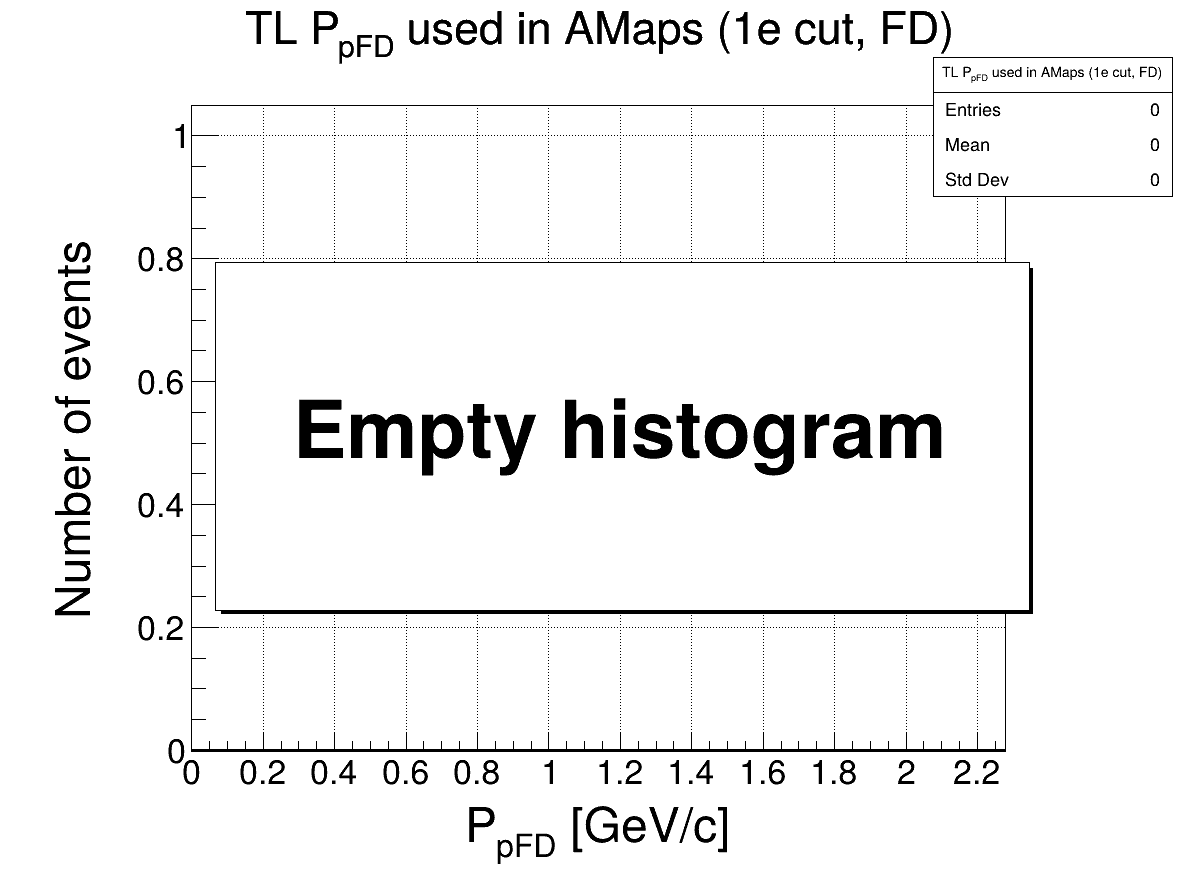 TL PpFD used in AMaps (1e cut, FD)
TL PpFD used in AMaps (1e cut, FD)
Entries 0
Mean 0
Std Dev 0
Number of events
1
0.8
0.6
0.4
0.2
0
Empty histogram
0 0.2 0.4 0.6 0.8 1 1.2 1.4 1.6 1.8 2 2.2
PpFD [GeV/c]